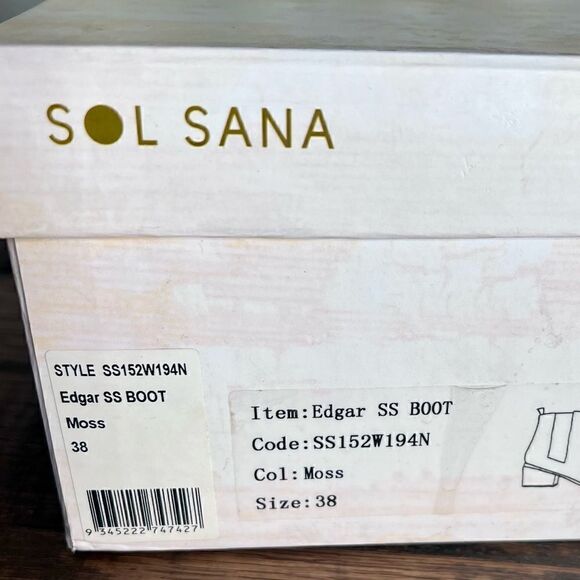 SOL SANA
STYLE SS152W194N
Edgar SS BOOT
Moss
38
9 345222 747427
Item:Edgar SS BOOT
Code:SS152W194N
Col:Moss
Size:38